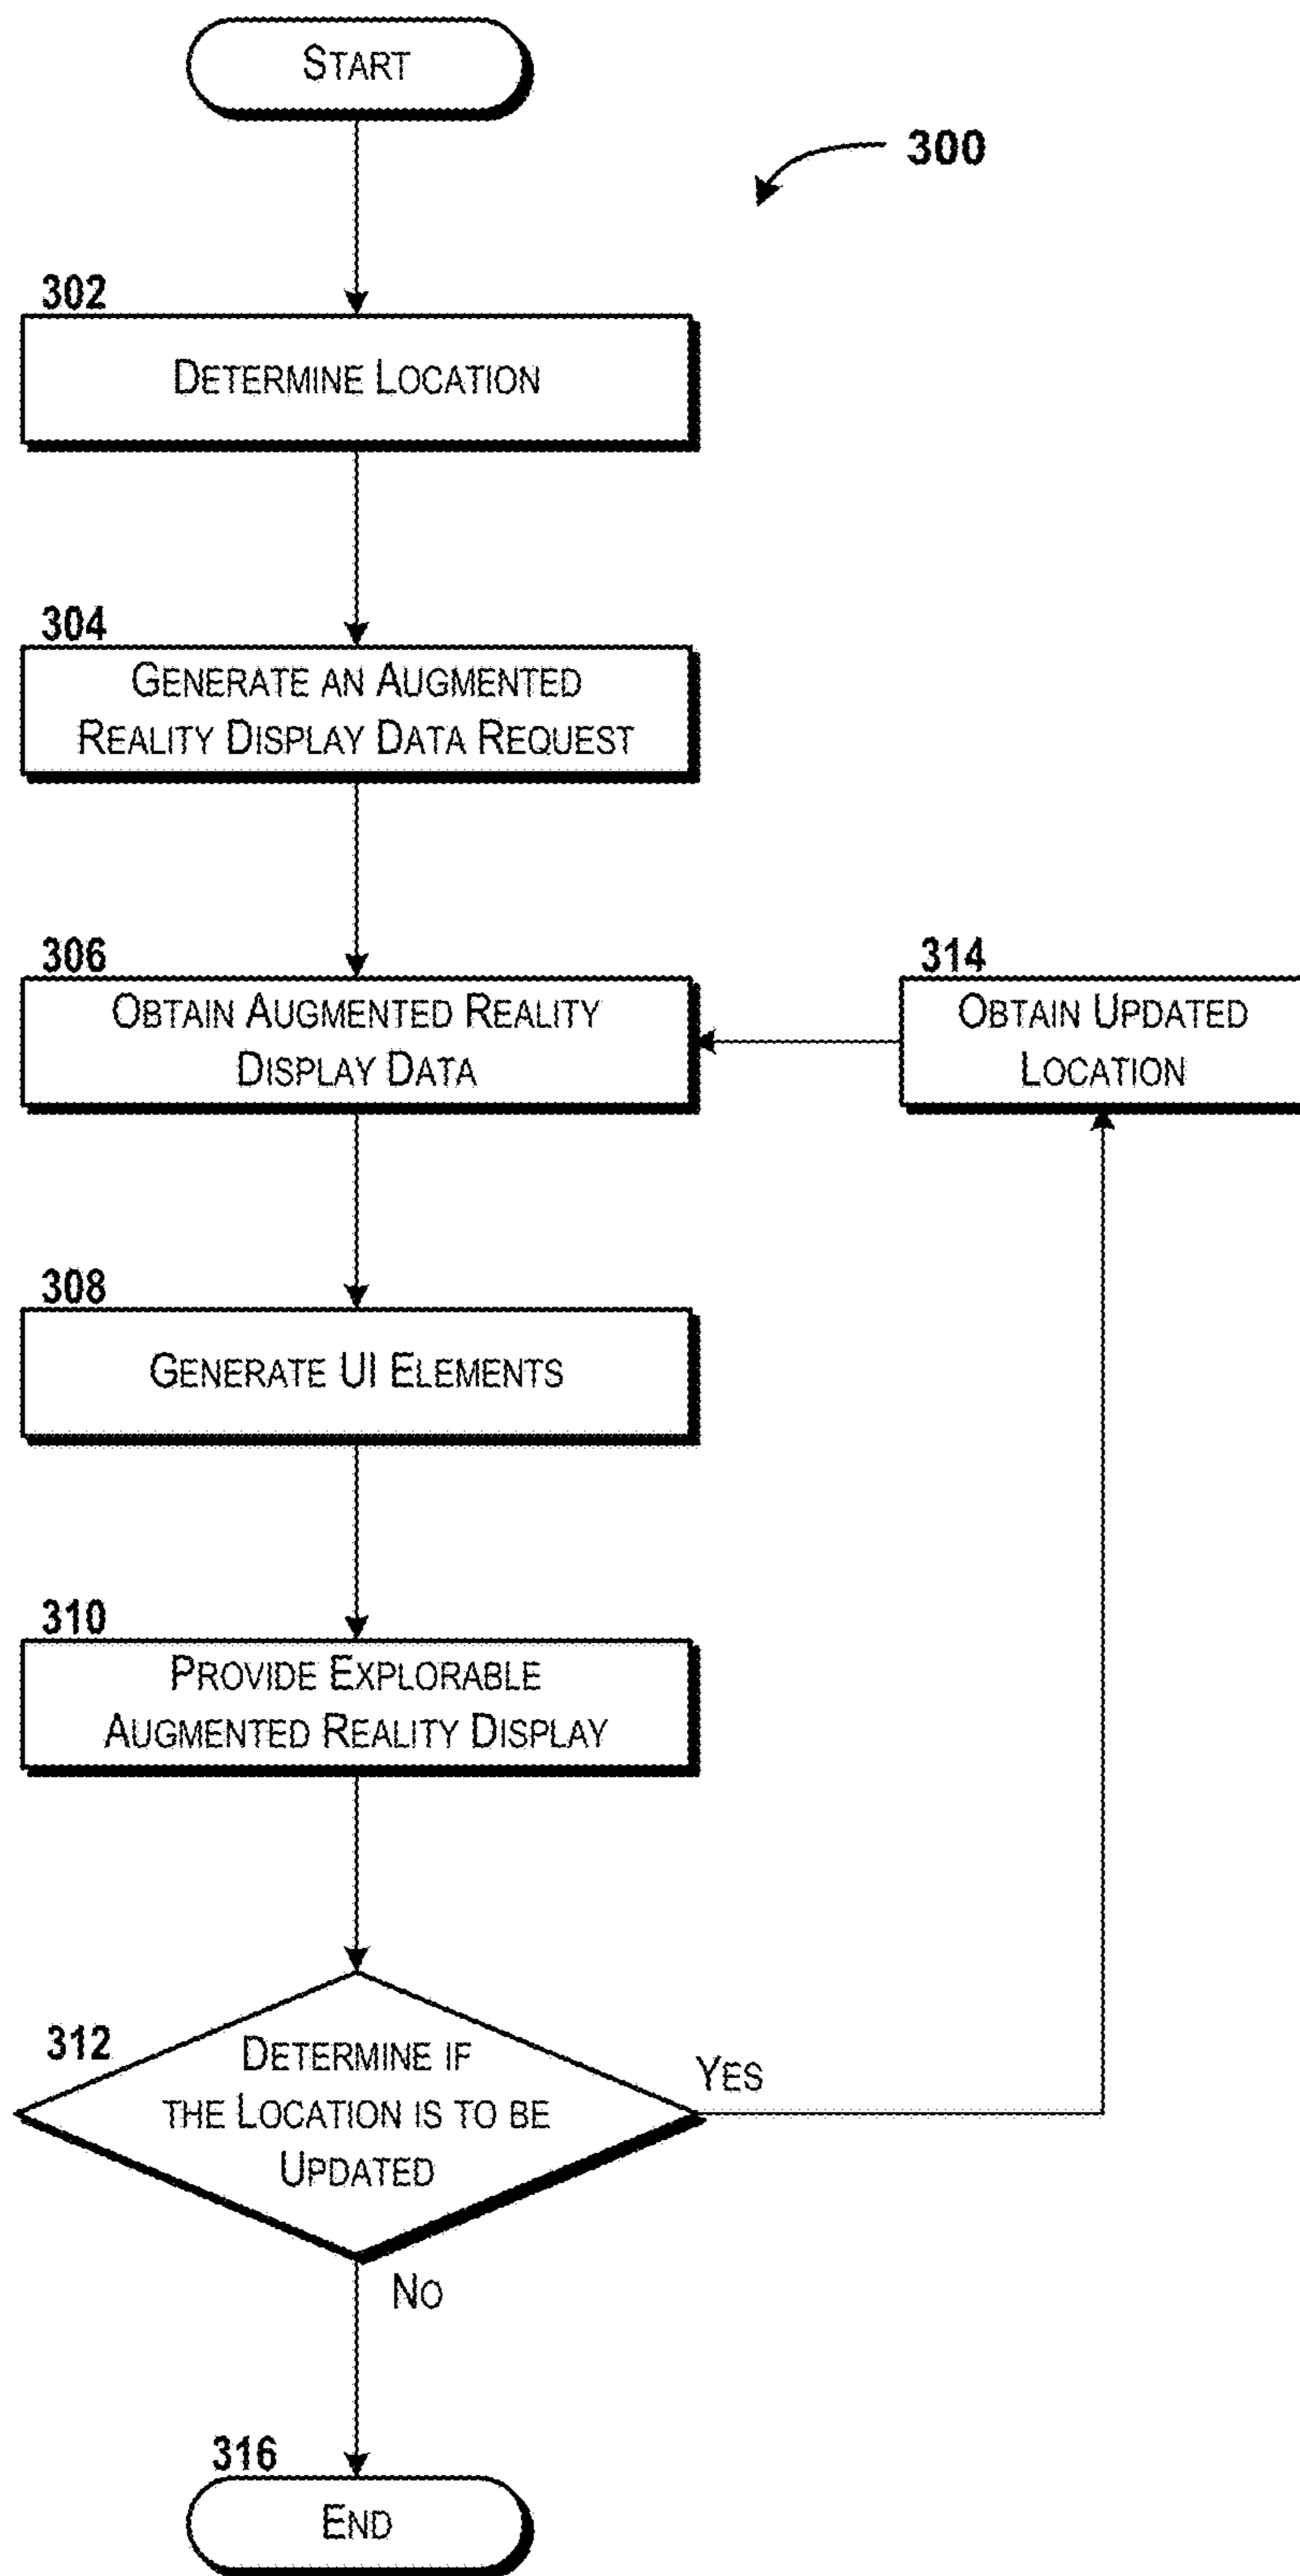 START
300
302
DETERMINE LOCATION
304
GENERATE AN AUGMENTED
REALITY DISPLAY DATA REQUEST
306
OBTAIN AUGMENTED REALITY
DISPLAY DATA
314
OBTAIN UPDATED
LOCATION
308
GENERATE UI ELEMENTS
310
PROVIDE EXPLORABLE
AUGMENTED REALITY DISPLAY
312
DETERMINE IF
THE LOCATION IS TO BE
UPDATED
YES
NO
316
END